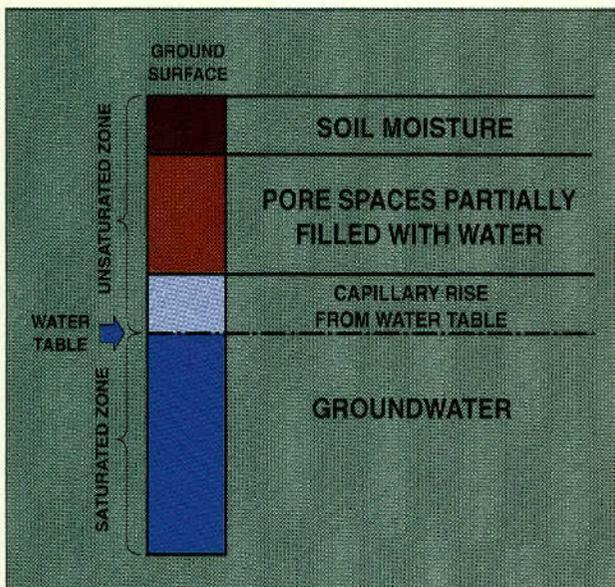 GROUND
SURFACE
UNSATURATED ZONE
SOIL MOISTURE
PORE SPACES PARTIALLY
FILLED WITH WATER
CAPILLARY RISE
FROM WATER TABLE
WATER
TABLE
SATURATED ZONE
GROUNDWATER